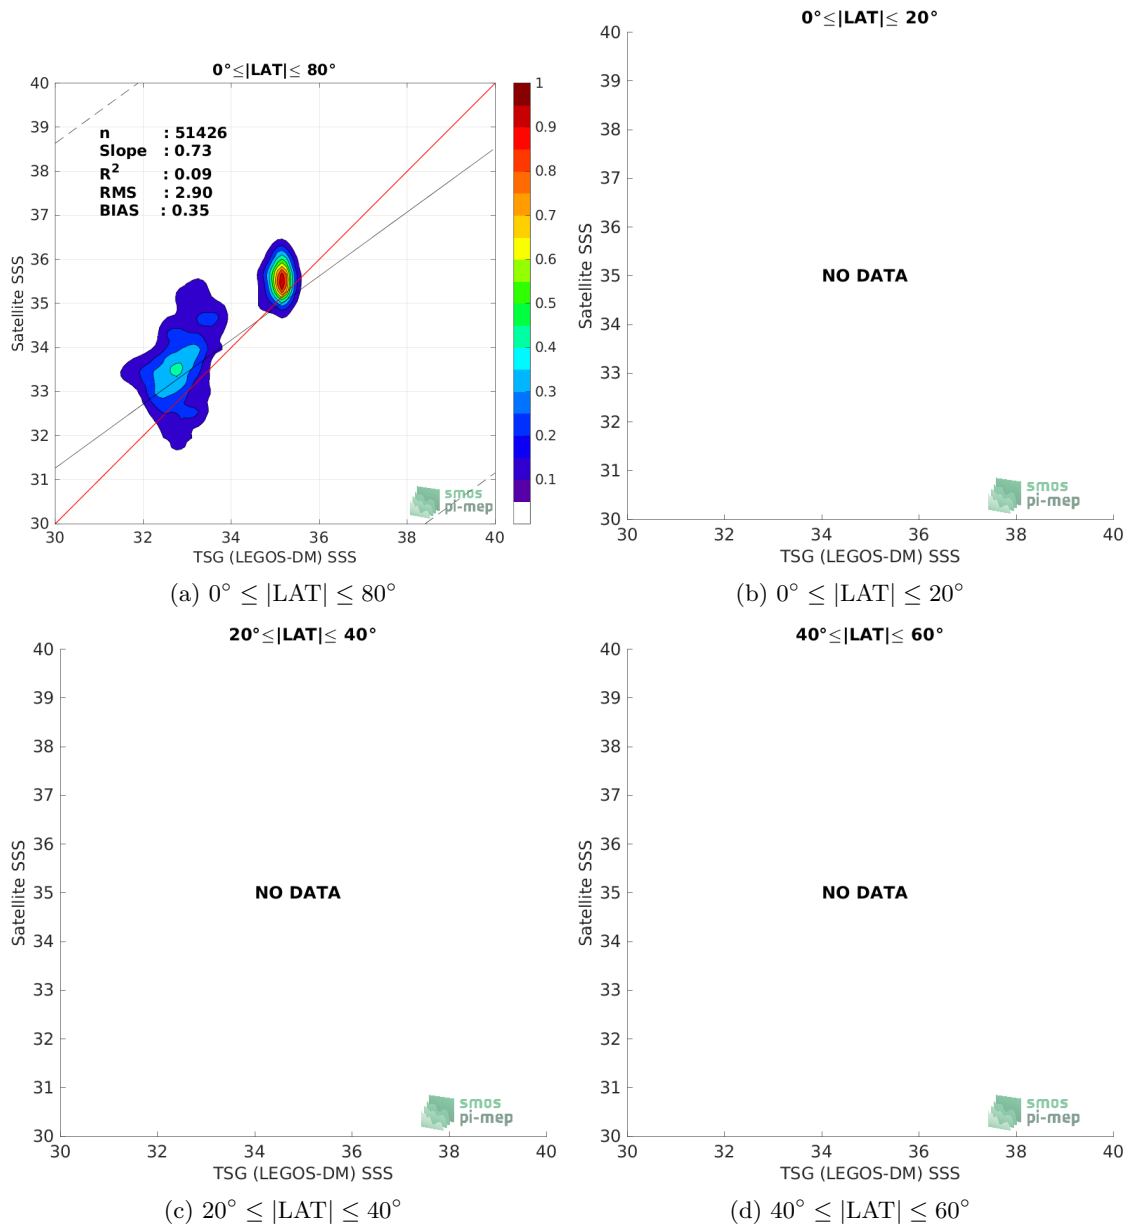 0°≤|LAT|≤ 80°
40
39
38
37
36
35
34
33
32
31
30
Satellite SSS
n : 51426
Slope : 0.73
R² : 0.09
RMS : 2.90
BIAS : 0.35
1
0.9
0.8
0.7
0.6
0.5
0.4
0.3
0.2
0.1
smos
pi-mep
30 32 34 36 38 40
TSG (LEGOS-DM) SSS
(a) 0° ≤ |LAT| ≤ 80°
0°≤|LAT|≤ 20°
40
39
38
37
36
35
34
33
32
31
30
Satellite SSS
NO DATA
smos
pi-mep
30 32 34 36 38 40
TSG (LEGOS-DM) SSS
(b) 0° ≤ |LAT| ≤ 20°
20°≤|LAT|≤ 40°
40
39
38
37
36
35
34
33
32
31
30
Satellite SSS
NO DATA
smos
pi-mep
30 32 34 36 38 40
TSG (LEGOS-DM) SSS
(c) 20° ≤ |LAT| ≤ 40°
40°≤|LAT|≤ 60°
40
39
38
37
36
35
34
33
32
31
30
Satellite SSS
NO DATA
smos
pi-mep
30 32 34 36 38 40
TSG (LEGOS-DM) SSS
(d) 40° ≤ |LAT| ≤ 60°